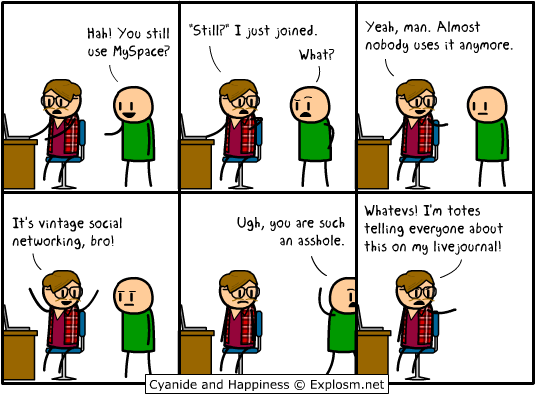 Hah! You still
use MySpace?
"Still?" I just joined.
What?
Yeah, man. Almost
nobody uses it anymore.
It's vintage social
networking, bro!
Ugh, you are such
an asshole.
Whatevs! I'm totes
telling everyone about
this on my livejournal!
Cyanide and Happiness © Explosm.net